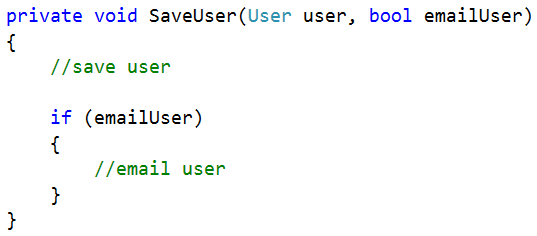 private void SaveUser(User user, bool emailUser)
{
    //save user

    if (emailUser)
    {
        //email user
    }
}